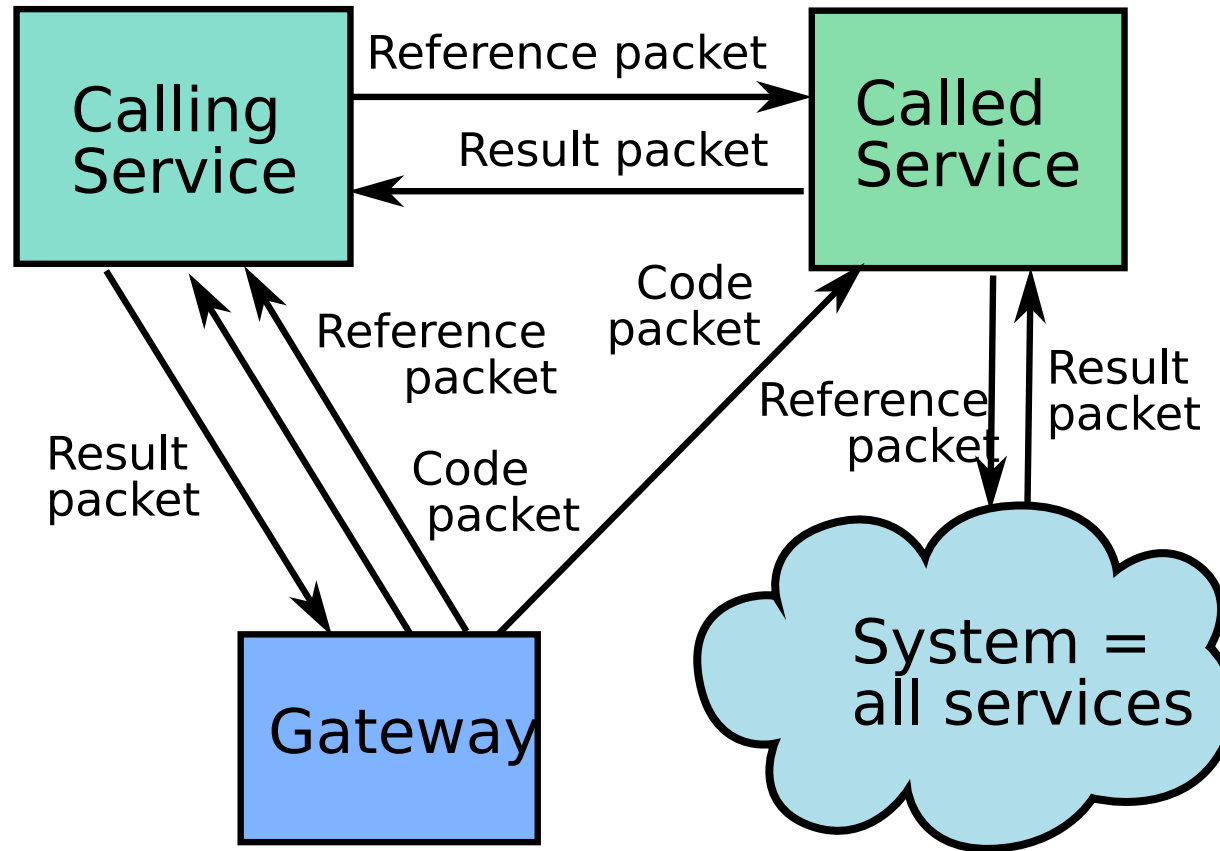 Reference packet
Calling
Service
Called
Service
Result packet
Code
packet
Reference
packet
Result
packet
Reference
packet
Result
packet
Code
packet
System =
all services
Gateway